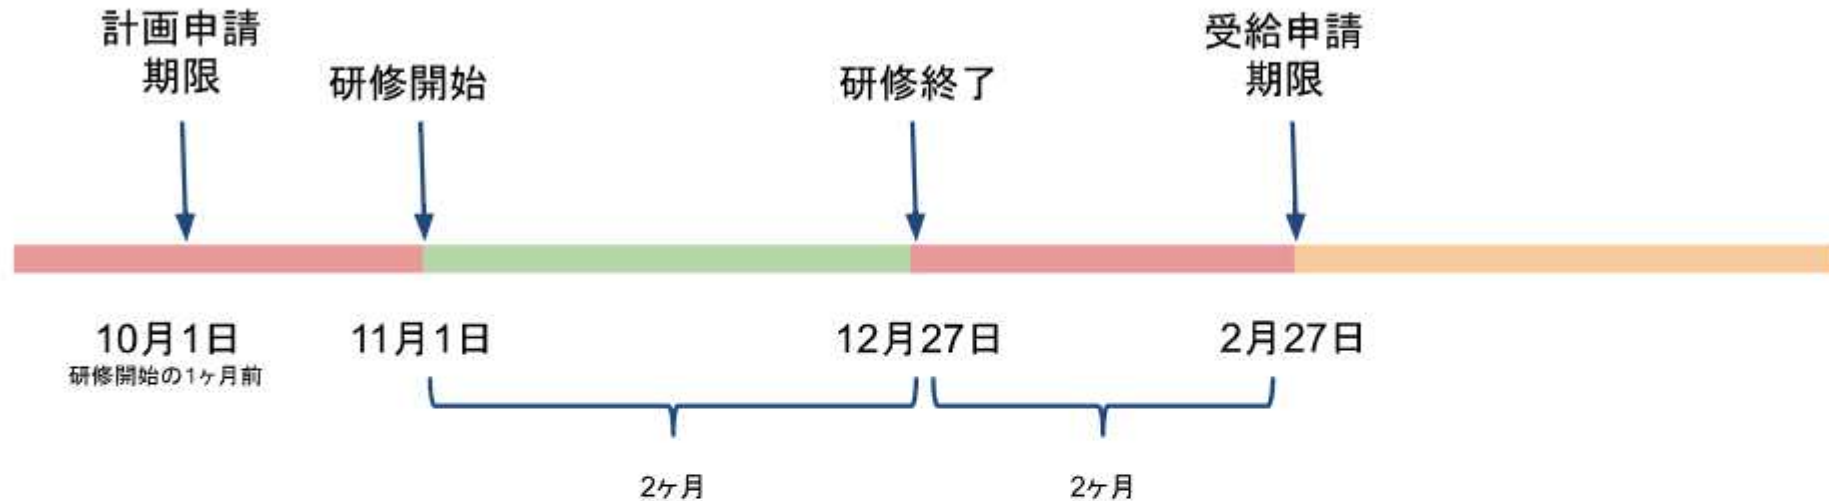 計画申請
期限
研修開始
研修終了
受給申請
期限
10月1日
研修開始の1ヶ月前
11月1日
12月27日
2月27日
2ヶ月
2ヶ月